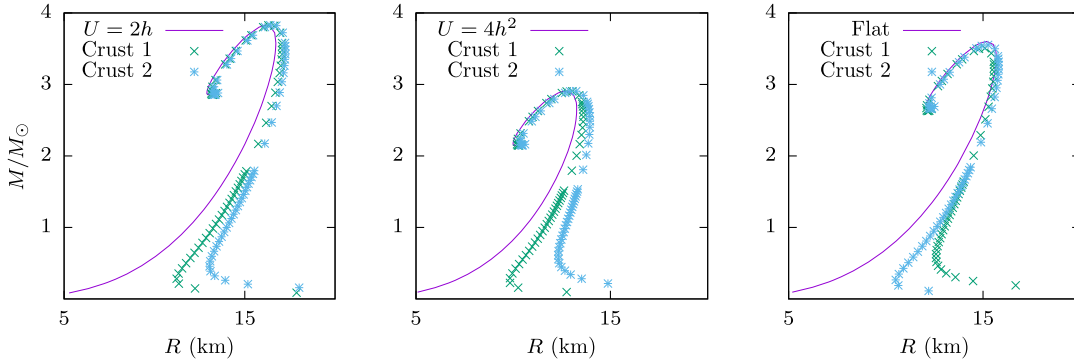 4
3
2
1
M/M☉
U = 2h
Crust 1
Crust 2
5
15
R (km)
4
3
2
1
U = 4h²
Crust 1
Crust 2
5
15
R (km)
4
3
2
1
Flat
Crust 1
Crust 2
5
15
R (km)